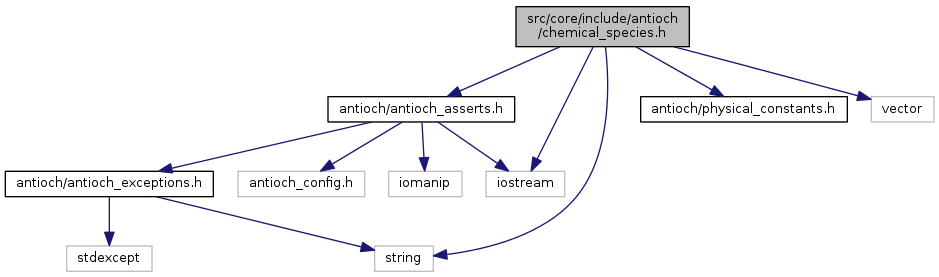 src/core/include/antioch
/chemical_species.h
antioch/antioch_asserts.h
antioch/physical_constants.h
vector
antioch/antioch_exceptions.h
antioch_config.h
iomanip
iostream
stdexcept
string